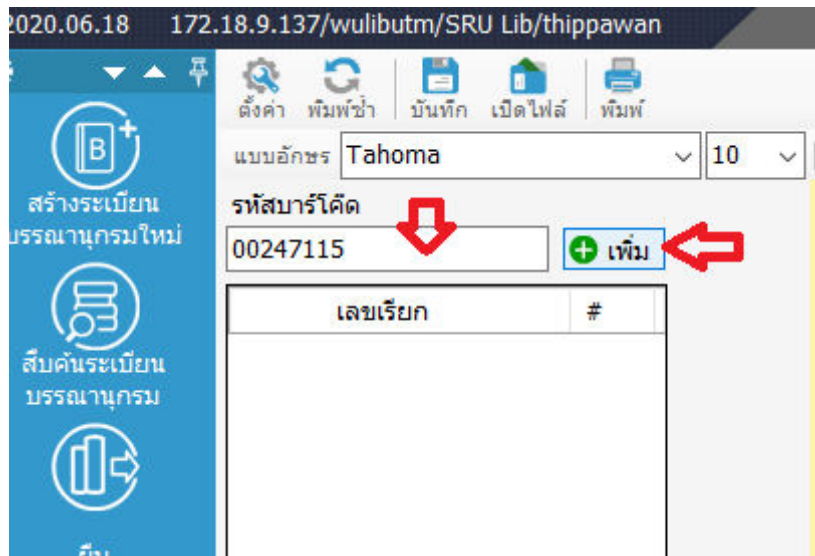 2020.06.18 172.18.9.137/wulibutm/SRU Lib/thippawan
ตั้งค่า พิมพ์ซ้ำ บันทึก เปิดไฟล์ พิมพ์
แบบอักษร Tahoma 10
รหัสบาร์โค๊ด
00247115 เพิ่ม
เลขเรียก #
B+
สร้างระเบียน
บรรณานุกรมใหม่
สืบค้นระเบียน
บรรณานุกรม